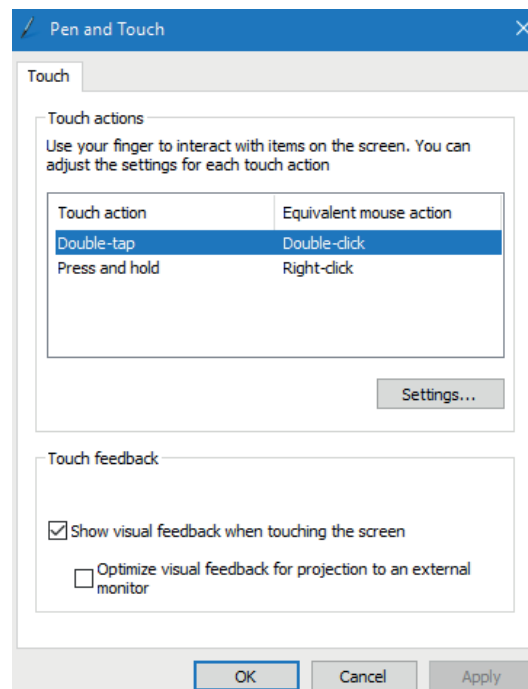 Pen and Touch
Touch
Touch actions
Use your finger to interact with items on the screen. You can
adjust the settings for each touch action
Touch action Equivalent mouse action
Double-tap Double-click
Press and hold Right-click
Settings...
Touch feedback
Show visual feedback when touching the screen
Optimize visual feedback for projection to an external
monitor
OK Cancel Apply